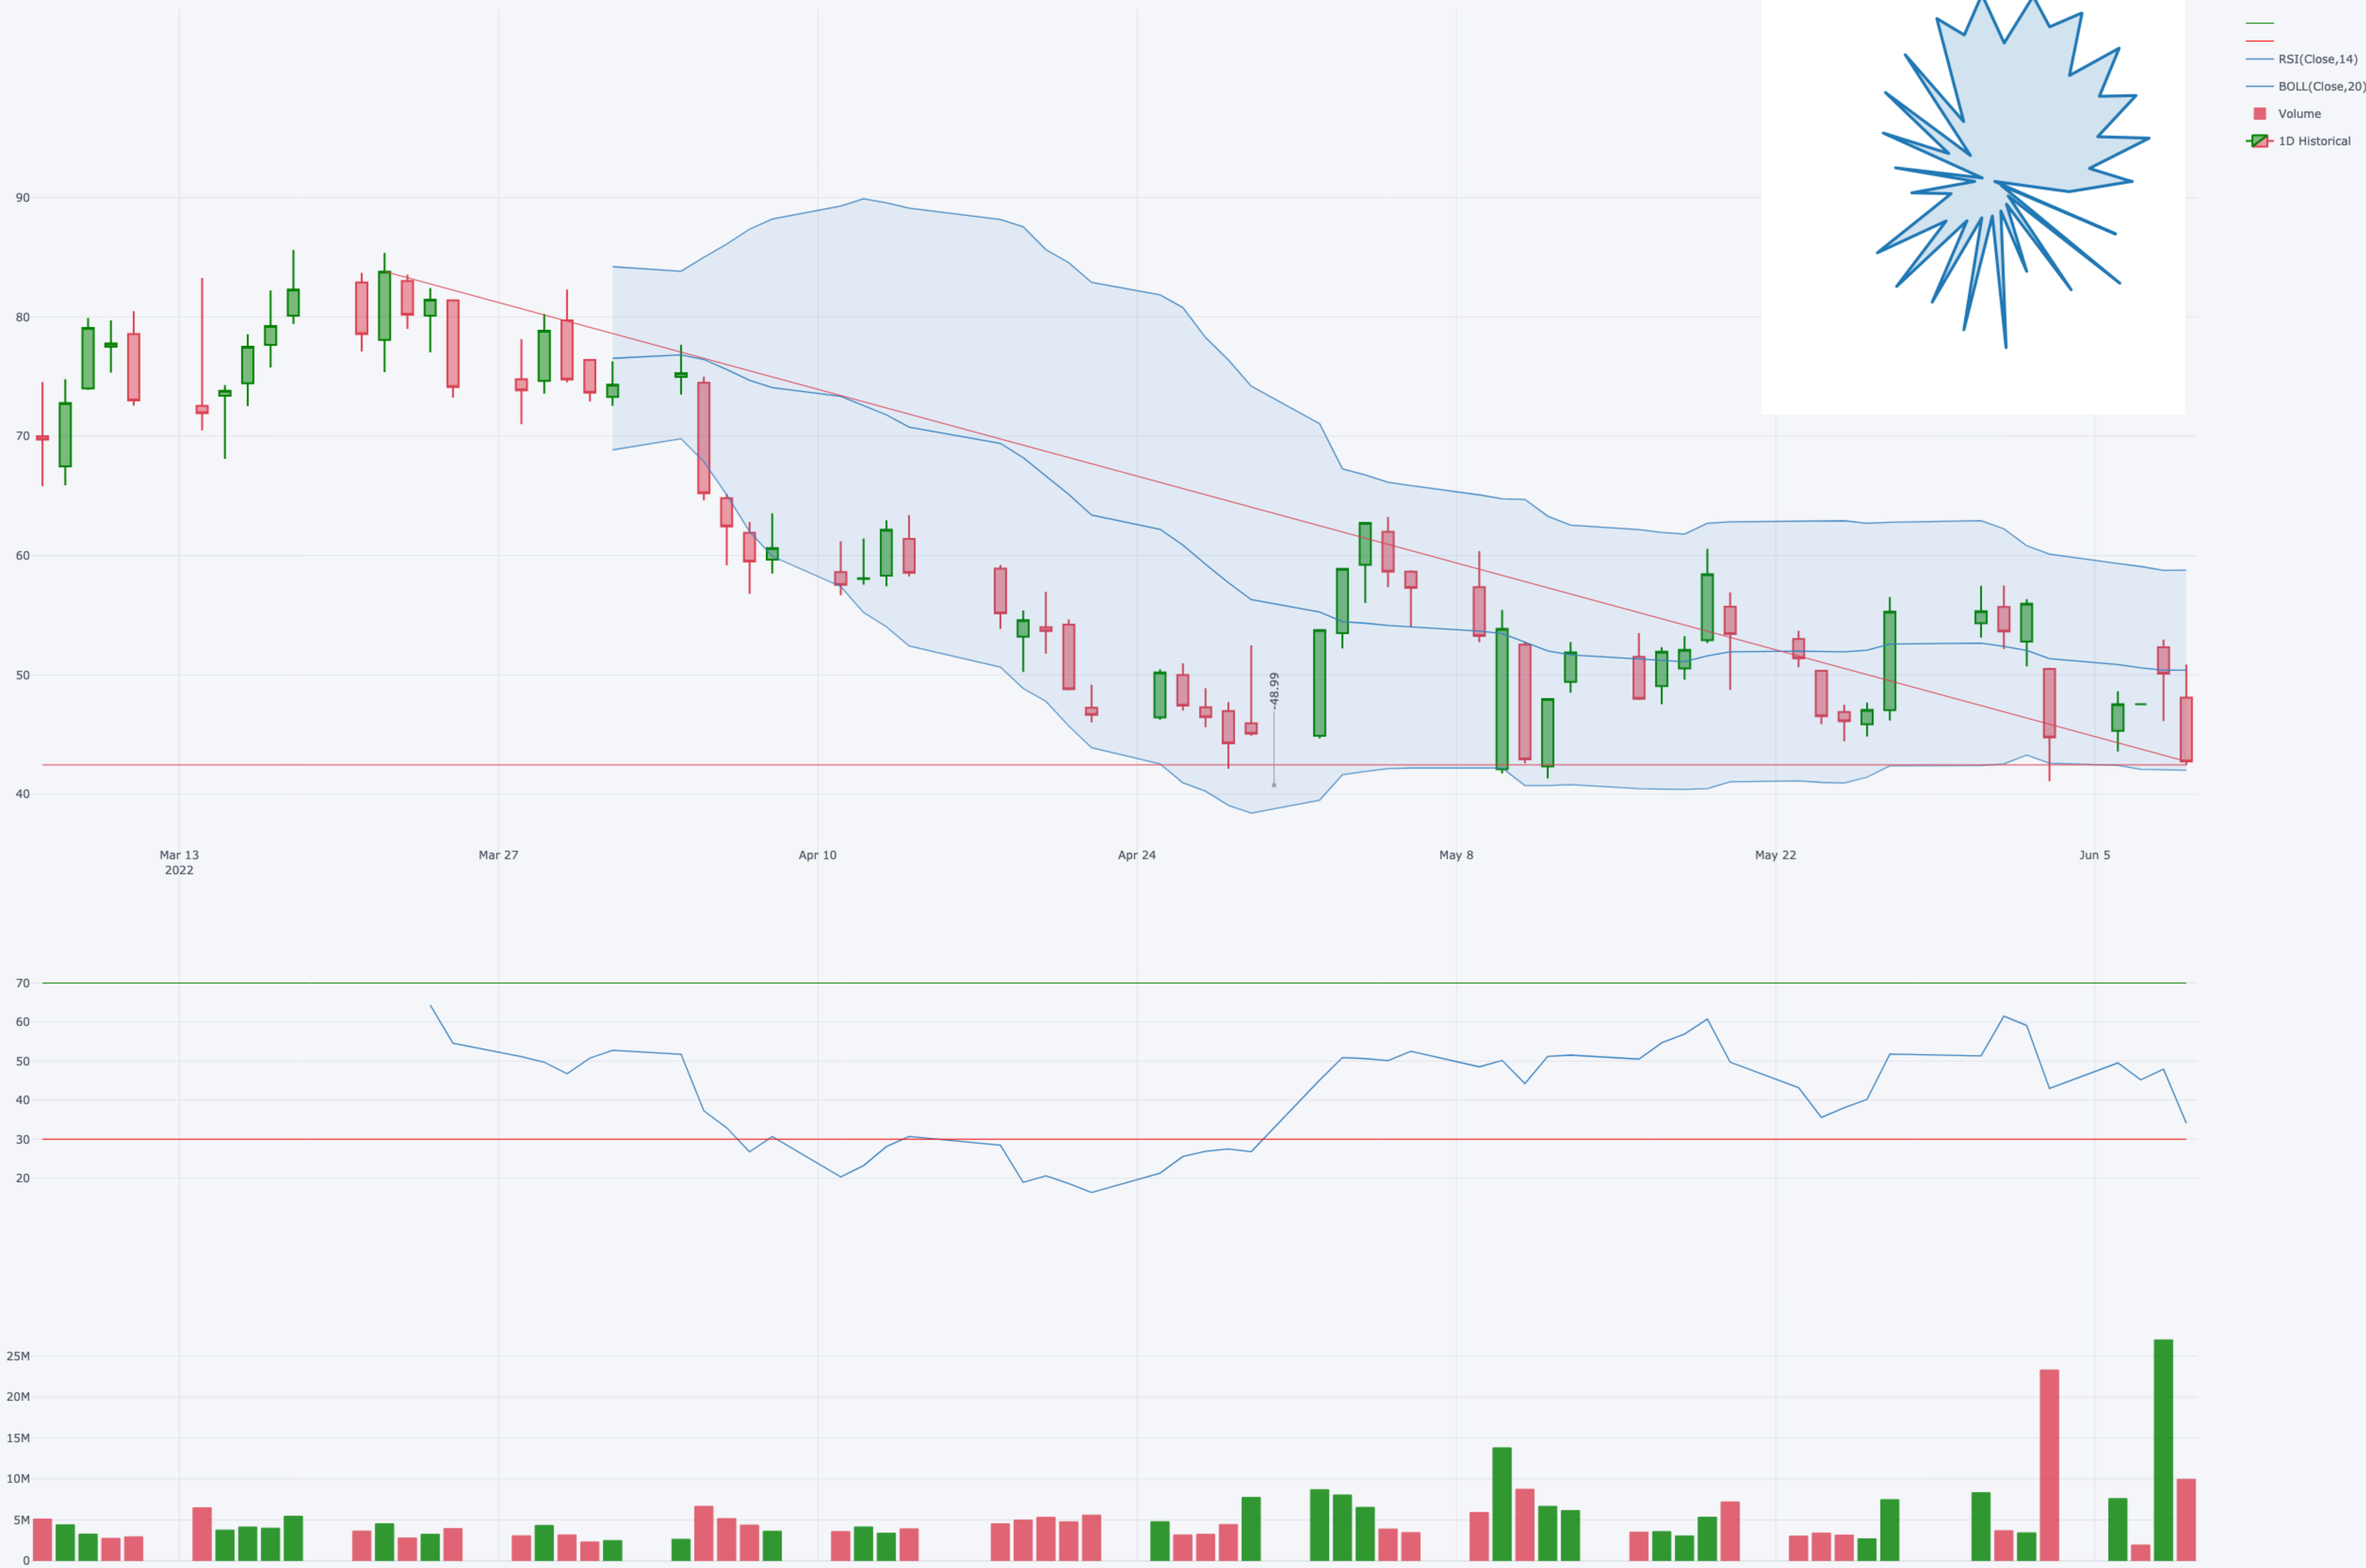 RSI(Close,14)
BOLL(Close,20)
Volume
1D Historical
90
80
70
60
50
40
-48.99
Mar 13
2022
Mar 27
Apr 10
Apr 24
May 8
May 22
Jun 5
70
60
50
40
30
20
25M
20M
15M
10M
5M
0